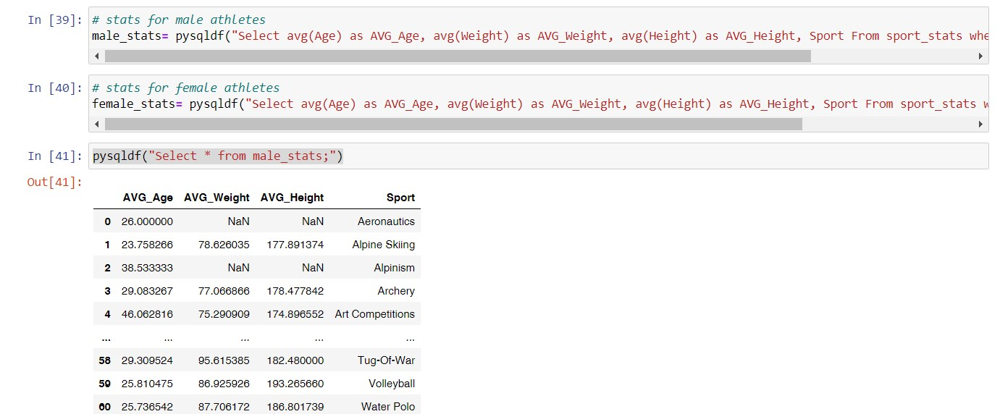 In [39]: # stats for male athletes
male_stats= pysqldf("Select avg(Age) as AVG_Age, avg(Weight) as AVG_Weight, avg(Height) as AVG_Height, Sport From sport_stats whe
In [40]: # stats for female athletes
female_stats= pysqldf("Select avg(Age) as AVG_Age, avg(Weight) as AVG_Weight, avg(Height) as AVG_Height, Sport From sport_stats w
In [41]: pysqldf("Select * from male_stats;")
Out[41]:
AVG_Age AVG_Weight AVG_Height Sport
0 26.000000 NaN NaN Aeronautics
1 23.758266 78.626035 177.891374 Alpine Skiing
2 38.533333 NaN NaN Alpinism
3 29.083267 77.066866 178.477842 Archery
4 46.062816 75.290909 174.896552 Art Competitions
... ... ... ... ...
58 29.309524 95.615385 182.480000 Tug-Of-War
59 25.810475 86.925926 193.265660 Volleyball
60 25.736542 87.706172 186.801739 Water Polo